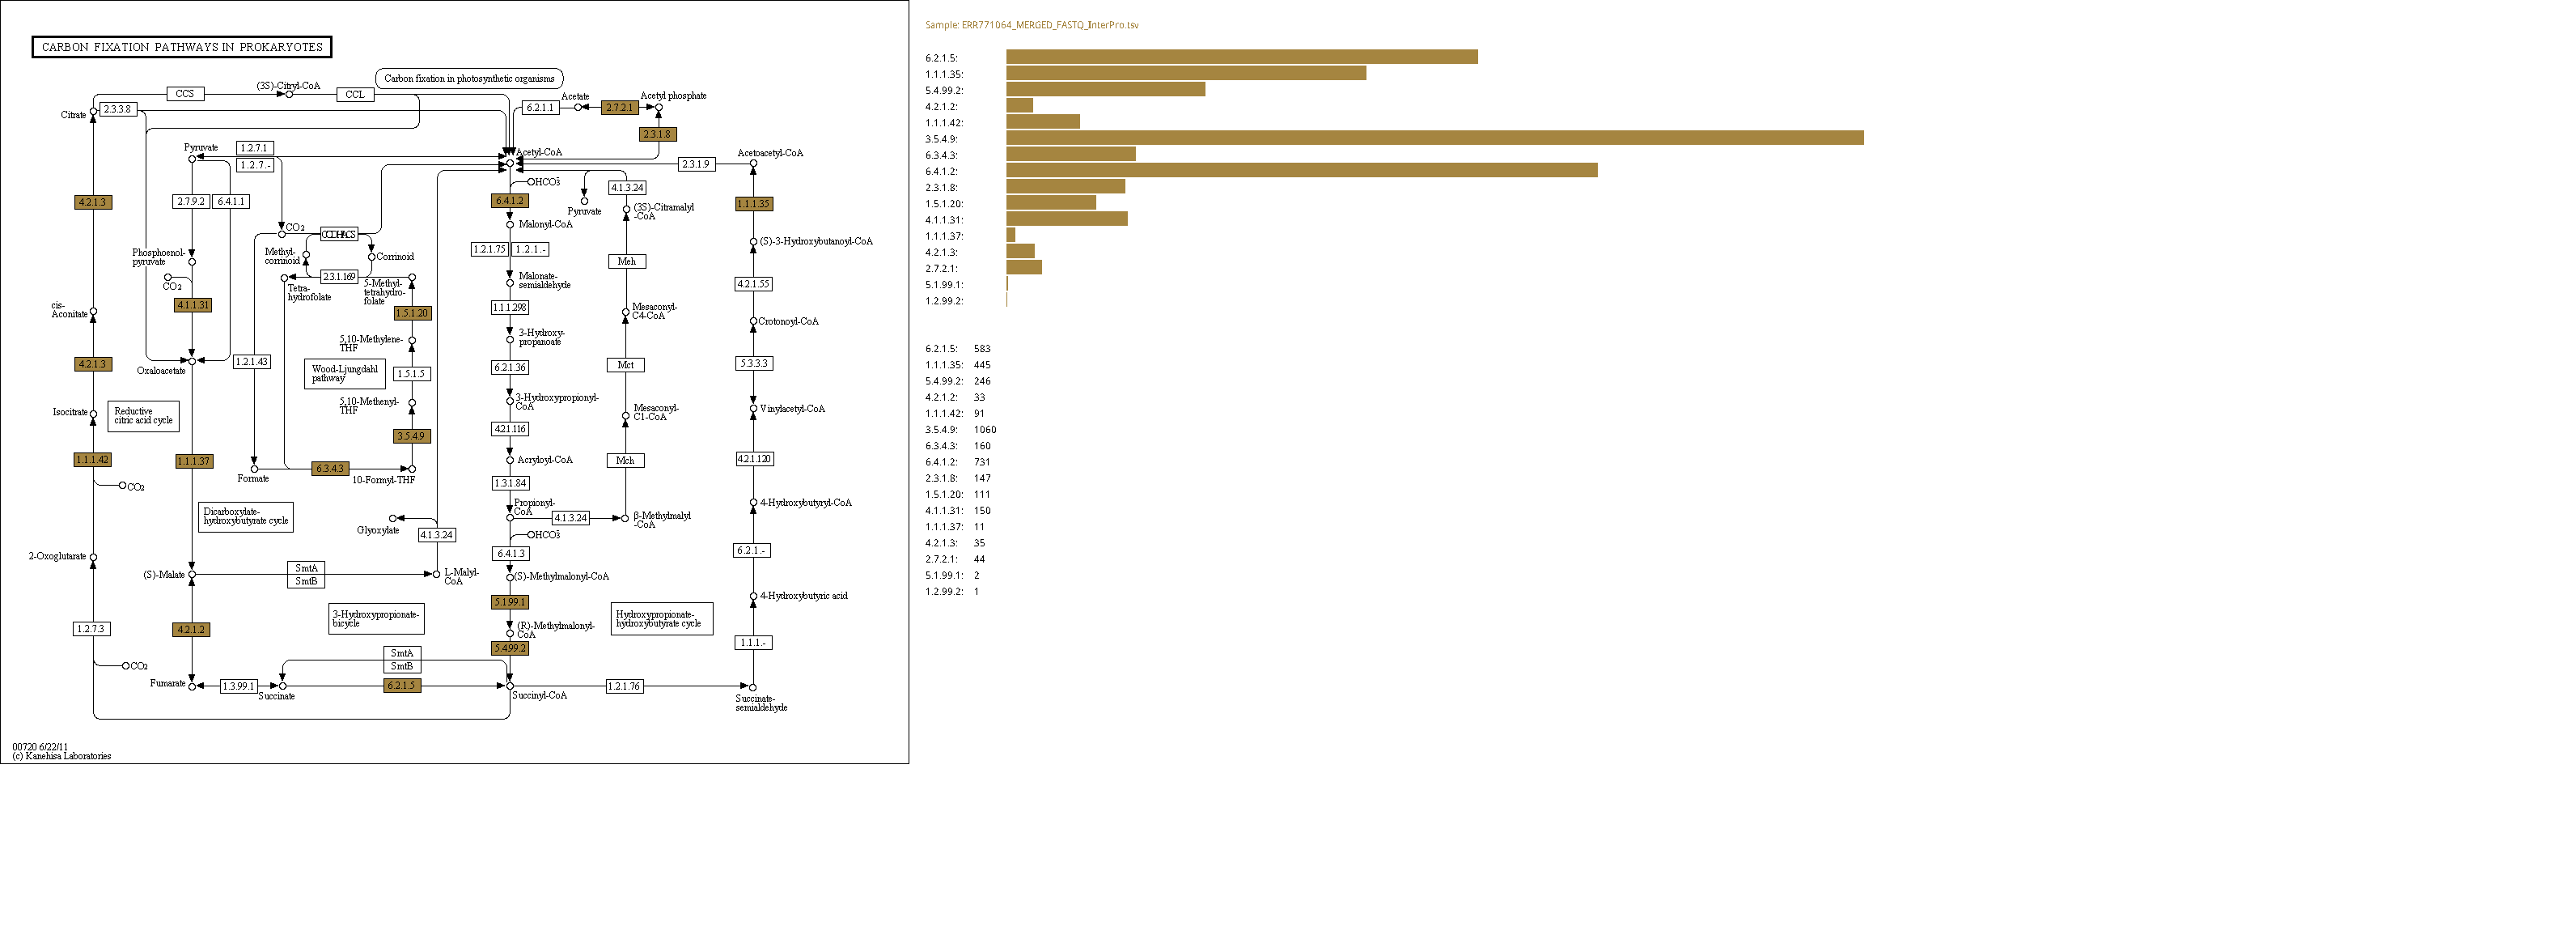 CARBON FIXATION PATHWAYS IN PROKARYOTES
Carbon fixation in photosynthetic organisms
CCS
(3S)-Citryl-CoA
CCL
Citrate
2.3.3.8
6.2.1.1
Acetate
2.7.2.1
Acetyl phosphate
2.3.1.8
Pyruvate
1.2.7.1
1.2.7.-
Acetyl-CoA
2.3.1.9
Acetoacetyl-CoA
HCO3-
4.1.3.24
Pyruvate
4.2.1.3
2.7.9.2
6.4.1.1
6.4.1.2
(3S)-Citramalyl
-CoA
1.1.1.35
CO2
Malonyl-CoA
CODH/ACS
Methyl-
corrinoid
Corrinoid
1.2.1.75
1.2.1.-
(S)-3-Hydroxybutanoyl-CoA
Phosphoenol-
pyruvate
Meh
CO2
2.3.1.169
Tetra-
hydrofolate
5-Methyl-
tetrahydro-
folate
Malonate-
semialdehyde
4.2.1.55
cis-
Aconitate
4.1.1.31
1.5.1.20
1.1.1.298
Mesaconyl-
C4-CoA
Crotonoyl-CoA
5,10-Methylene-
THF
3-Hydroxy-
propanoate
4.2.1.3
Oxaloacetate
1.2.1.43
Wood-Ljungdahl
pathway
1.5.1.5
6.2.1.36
Mct
5.3.3.3
Isocitrate
Reductive
citric acid cycle
5,10-Methenyl-
THF
3-Hydroxypropionyl-
CoA
Mesaconyl-
C1-CoA
Vinylacetyl-CoA
3.5.4.9
4.2.1.116
1.1.1.42
1.1.1.37
6.3.4.3
Acryloyl-CoA
Mch
4.2.1.120
CO2
Formate
10-Formyl-THF
1.3.1.84
Dicarboxylate-
hydroxybutyrate cycle
Propionyl-
CoA
4-Hydroxybutyryl-CoA
Glyoxylate
4.1.3.24
4.1.3.24
β-Methylmalyl
-CoA
HCO3-
2-Oxoglutarate
6.4.1.3
6.2.1.-
(S)-Malate
SmtA
SmtB
L-Malyl-
CoA
(S)-Methylmalonyl-CoA
3-Hydroxypropionate-
bicycle
5.1.99.1
Hydroxypropionate-
hydroxybutyrate cycle
4-Hydroxybutyric acid
1.2.7.3
4.2.1.2
(R)-Methylmalonyl-
CoA
5.4.99.2
1.1.1.-
CO2
SmtA
SmtB
Fumarate
1.3.99.1
Succinate
6.2.1.5
Succinyl-CoA
1.2.1.76
Succinate-
semialdehyde
00720 6/22/11
(c) Kanehisa Laboratories
Sample: ERR771064_MERGED_FASTQ_InterPro.tsv
6.2.1.5:
1.1.1.35:
5.4.99.2:
4.2.1.2:
1.1.1.42:
3.5.4.9:
6.3.4.3:
6.4.1.2:
2.3.1.8:
1.5.1.20:
4.1.1.31:
1.1.1.37:
4.2.1.3:
2.7.2.1:
5.1.99.1:
1.2.99.2:
6.2.1.5: 583
1.1.1.35: 445
5.4.99.2: 246
4.2.1.2: 33
1.1.1.42: 91
3.5.4.9: 1060
6.3.4.3: 160
6.4.1.2: 731
2.3.1.8: 147
1.5.1.20: 111
4.1.1.31: 150
1.1.1.37: 11
4.2.1.3: 35
2.7.2.1: 44
5.1.99.1: 2
1.2.99.2: 1